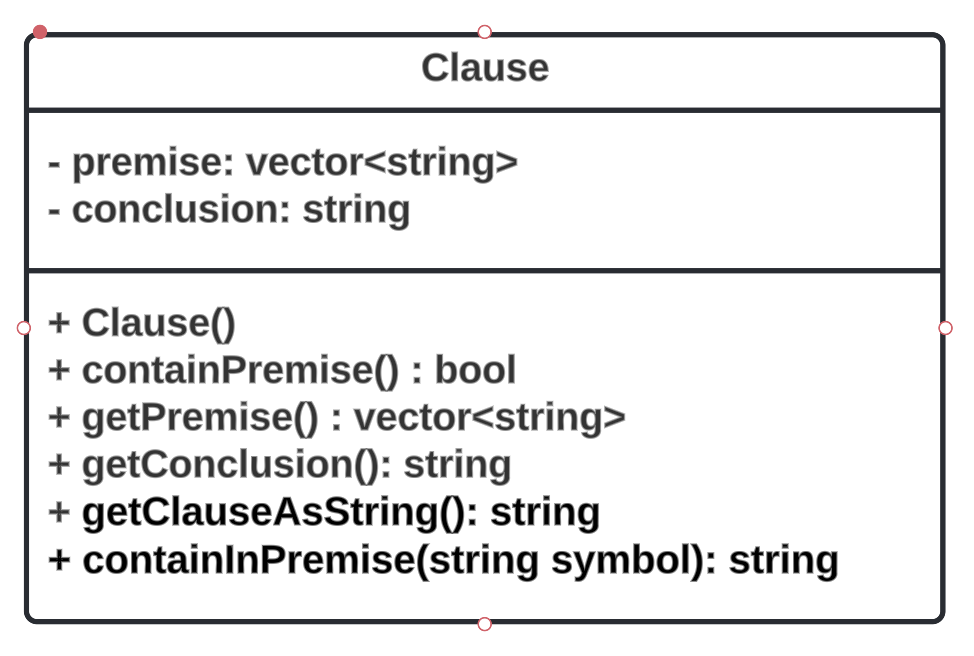 Clause
- premise: vector<string>
- conclusion: string
+ Clause()
+ containPremise() : bool
+ getPremise() : vector<string>
+ getConclusion(): string
+ getClauseAsString(): string
+ containInPremise(string symbol): string